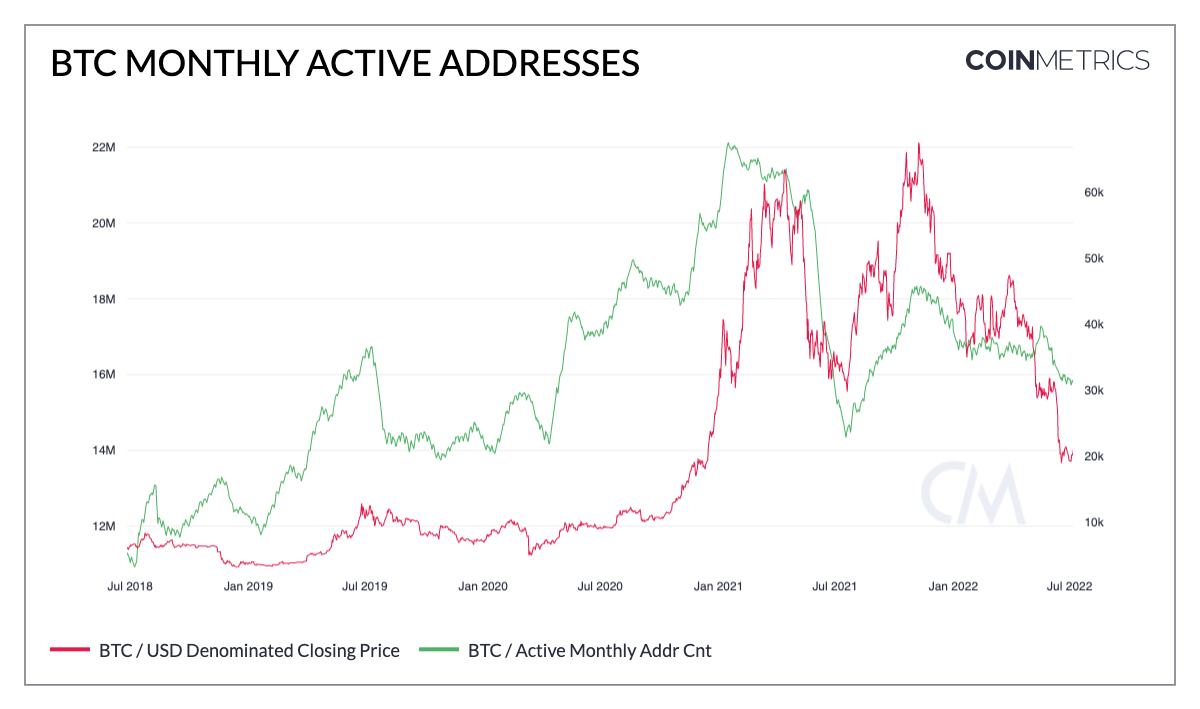 BTC MONTHLY ACTIVE ADDRESSES
COINMETRICS
22M
20M
18M
16M
14M
12M
60k
50k
40k
30k
20k
10k
CM
Jul 2018 Jan 2019 Jul 2019 Jan 2020 Jul 2020 Jan 2021 Jul 2021 Jan 2022 Jul 2022
BTC / USD Denominated Closing Price BTC / Active Monthly Addr Cnt